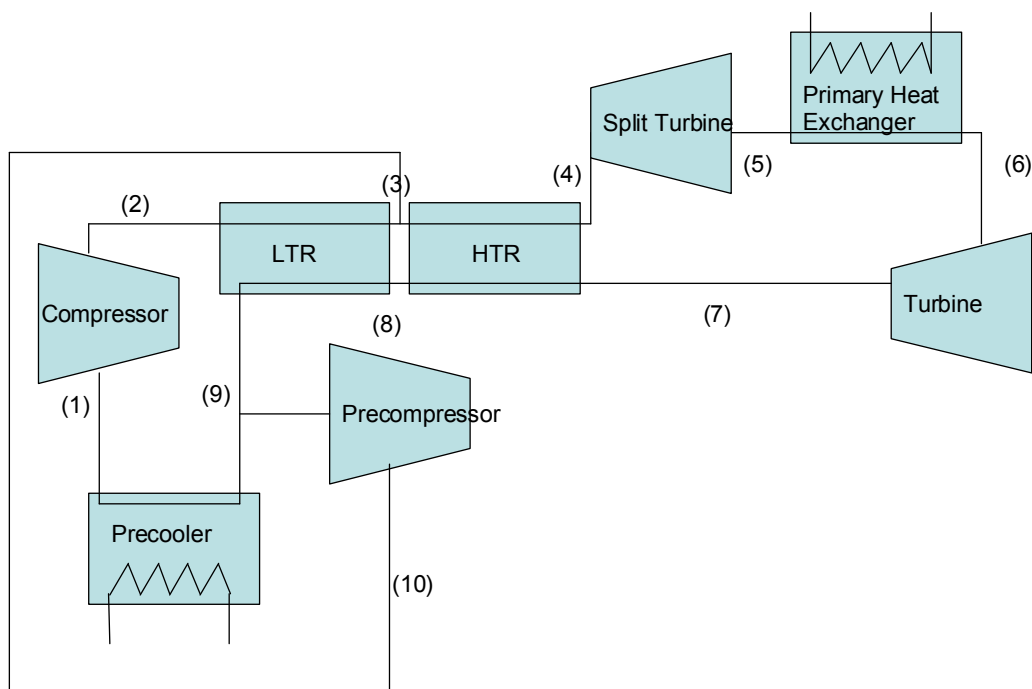 Split Turbine
Primary Heat
Exchanger
(5)
(6)
(4)
(3)
(2)
LTR
HTR
Compressor
Turbine
(7)
(8)
(1)
(9)
Precompressor
Precooler
(10)